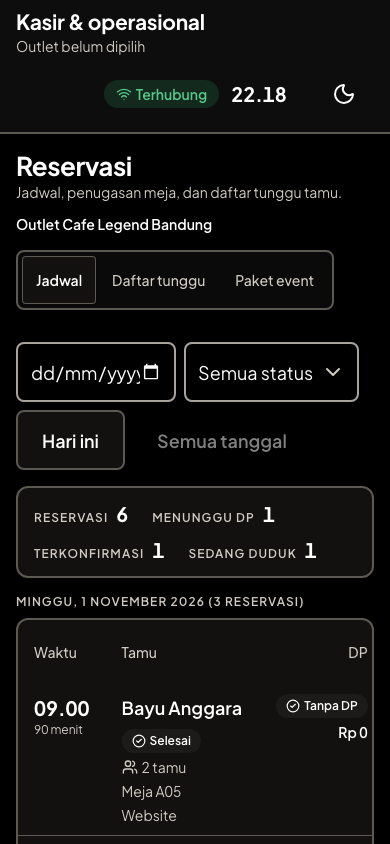 Kasir & operasional
Outlet belum dipilih
Terhubung 22.18
Reservasi
Jadwal, penugasan meja, dan daftar tunggu tamu.
Outlet Cafe Legend Bandung
Jadwal Daftar tunggu Paket event
dd/mm/yyyy Semua status
Hari ini Semua tanggal
RESERVASI 6 MENUNGGU DP 1
TERKONFIRMASI 1 SEDANG DUDUK 1
MINGGU, 1 NOVEMBER 2026 (3 RESERVASI)
Waktu Tamu DP
09.00 Bayu Anggara Tanpa DP
90 menit Rp 0
Selesai
2 tamu
Meja A05
Website